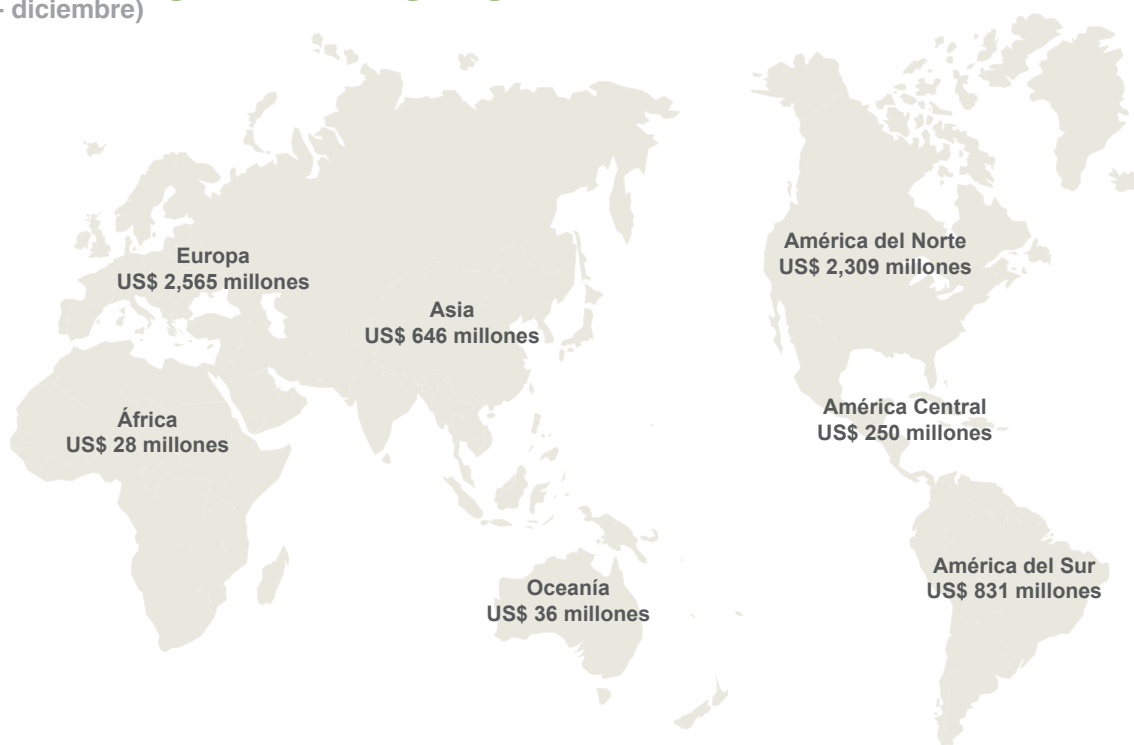 - diciembre)
Europa
US$ 2,565 millones
Asia
US$ 646 millones
África
US$ 28 millones
Oceanía
US$ 36 millones
América del Norte
US$ 2,309 millones
América Central
US$ 250 millones
América del Sur
US$ 831 millones